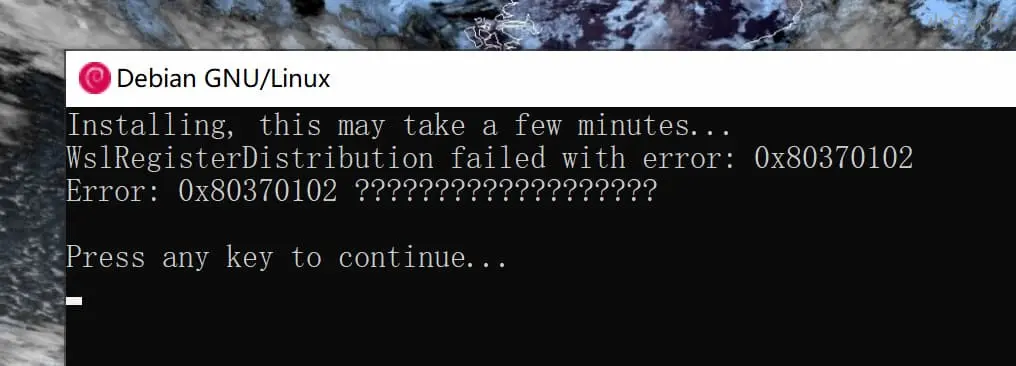 Debian GNU/Linux
Installing, this may take a few minutes...
WslRegisterDistribution failed with error: 0x80370102
Error: 0x80370102 ???????????????????
Press any key to continue...